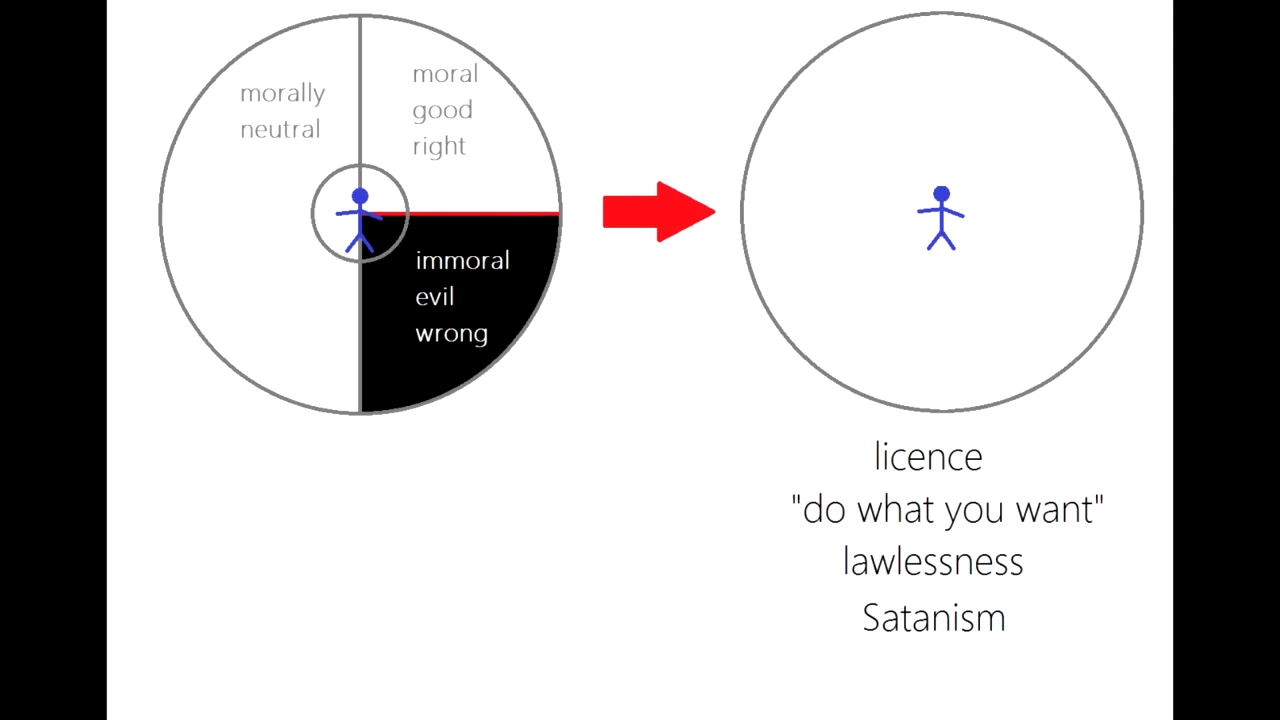 morally
neutral
moral
good
right
immoral
evil
wrong
licence
"do what you want"
lawlessness
Satanism